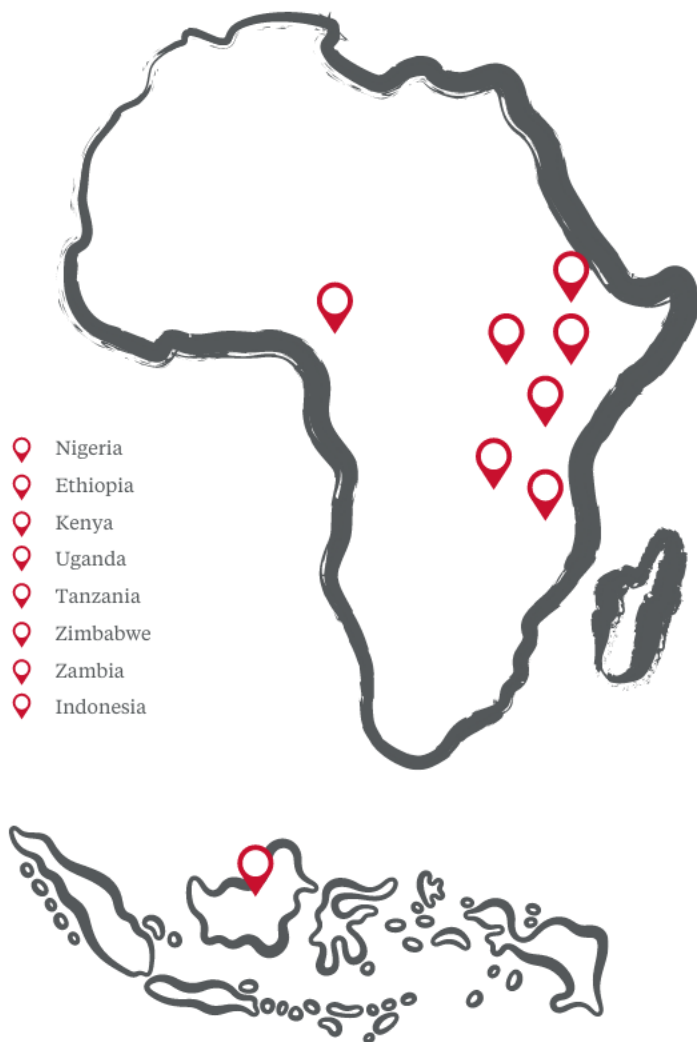 Nigeria
Ethiopia
Kenya
Uganda
Tanzania
Zimbabwe
Zambia
Indonesia